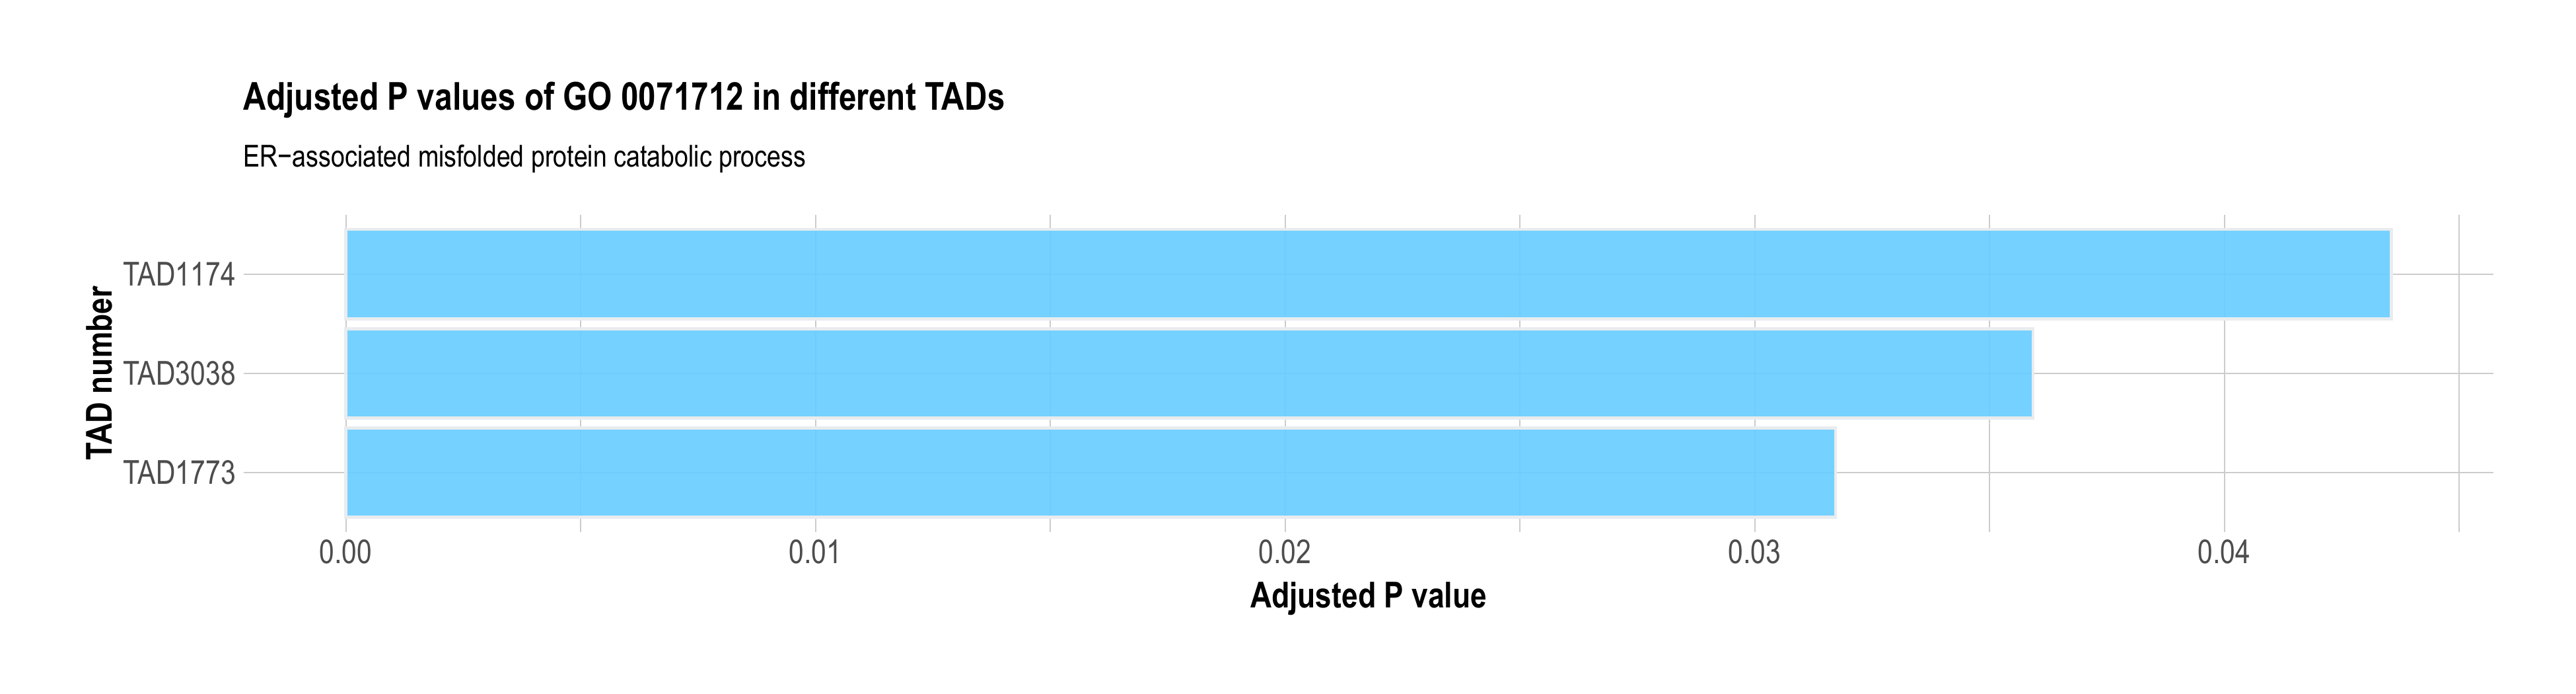 Adjusted P values of GO 0071712 in different TADs
ER−associated misfolded protein catabolic process
TAD number
TAD1174
TAD3038
TAD1773
0.00 0.01 0.02 0.03 0.04
Adjusted P value